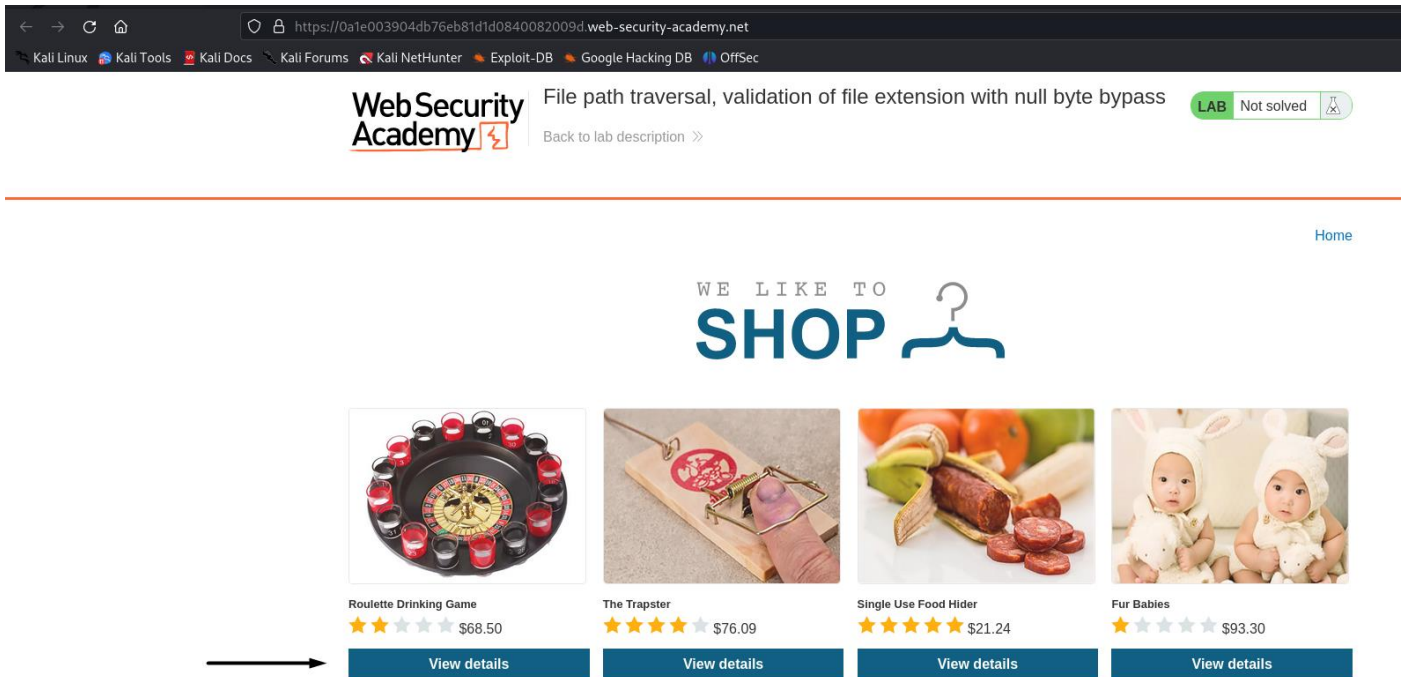 https://0a1e003904db76eb81d1d0840082009d.web-security-academy.net
Kali Linux Kali Tools Kali Docs Kali Forums Kali NetHunter Exploit-DB Google Hacking DB OffSec
Web Security
Academy
File path traversal, validation of file extension with null byte bypass
LAB Not solved
Back to lab description
Home
WE LIKE TO
SHOP
Roulette Drinking Game The Trapster Single Use Food Hider Fur Babies
$68.50 $76.09 $21.24 $93.30
View details View details View details View details